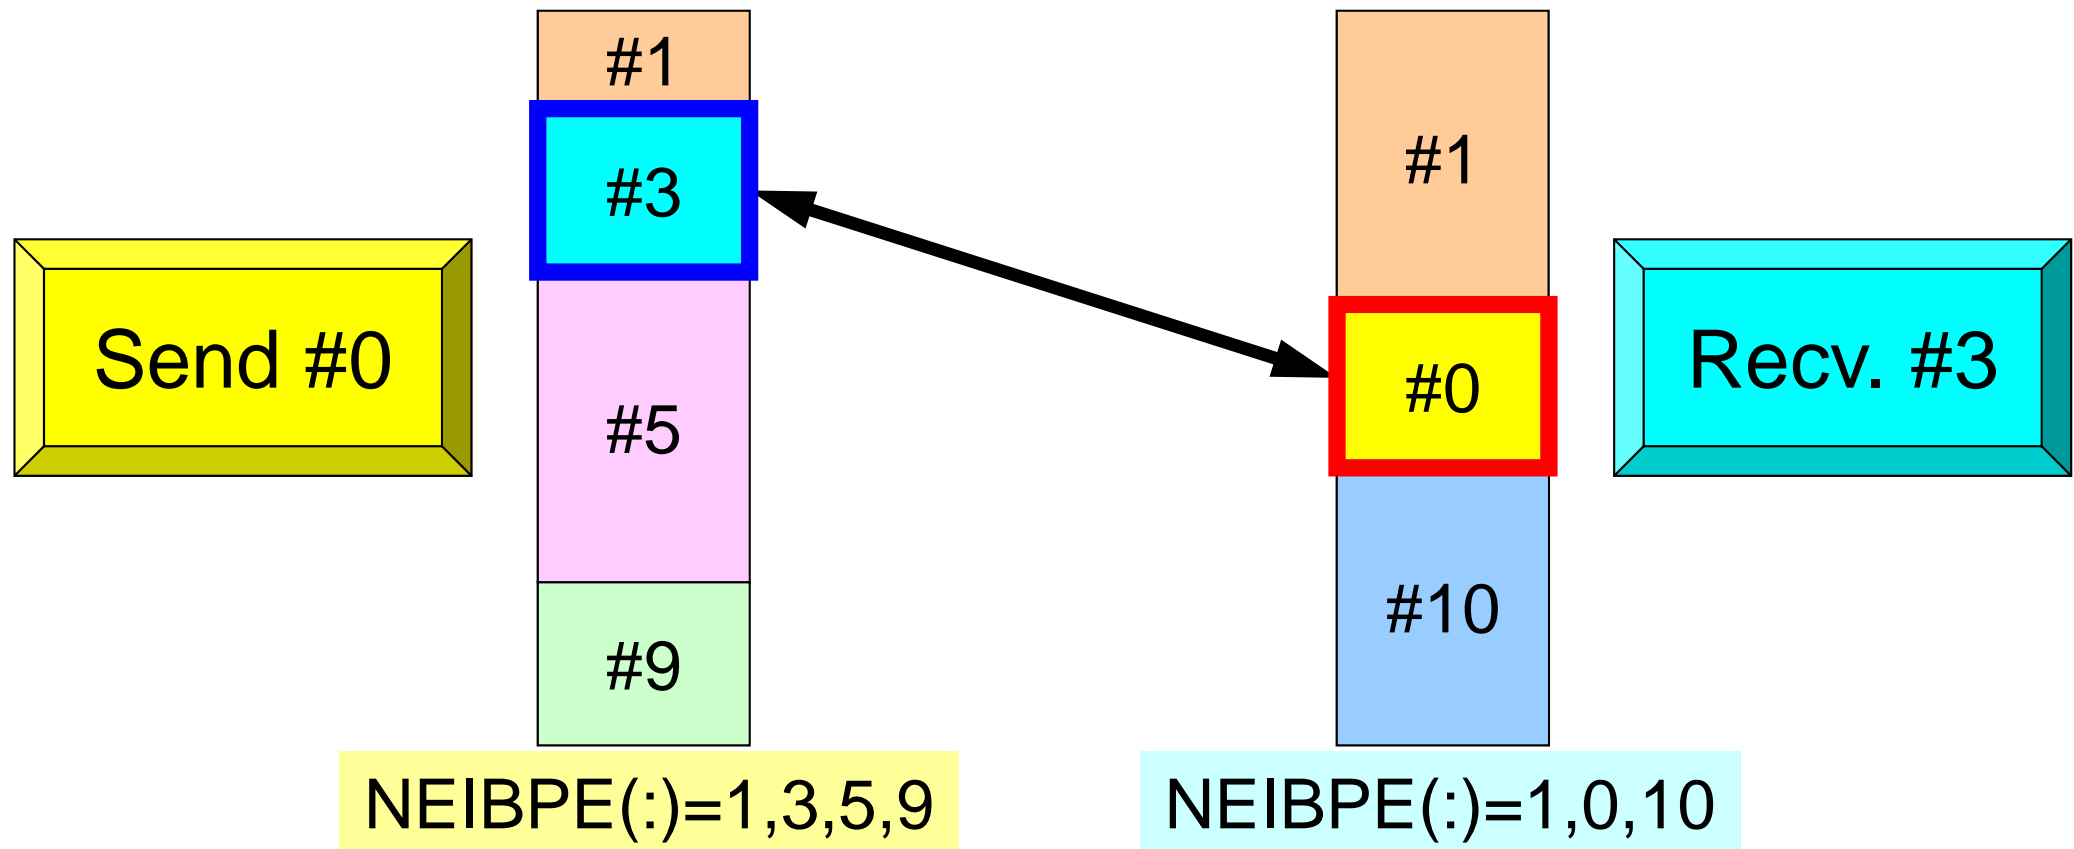 #1
#3
#5
#9
Send #0
NEIBPE(:)=1,3,5,9
#1
#0
#10
Recv. #3
NEIBPE(:)=1,0,10